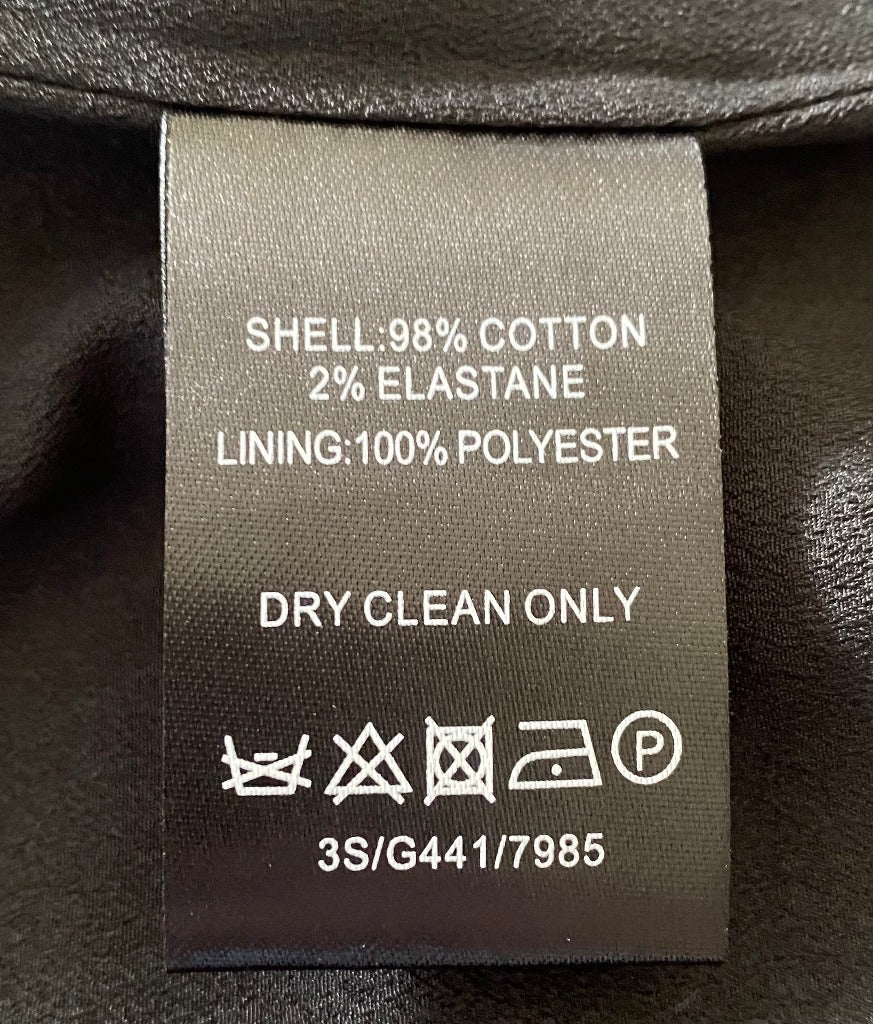 SHELL:98% COTTON
2% ELASTANE
LINING:100% POLYESTER
DRY CLEAN ONLY
P
3S/G441/7985